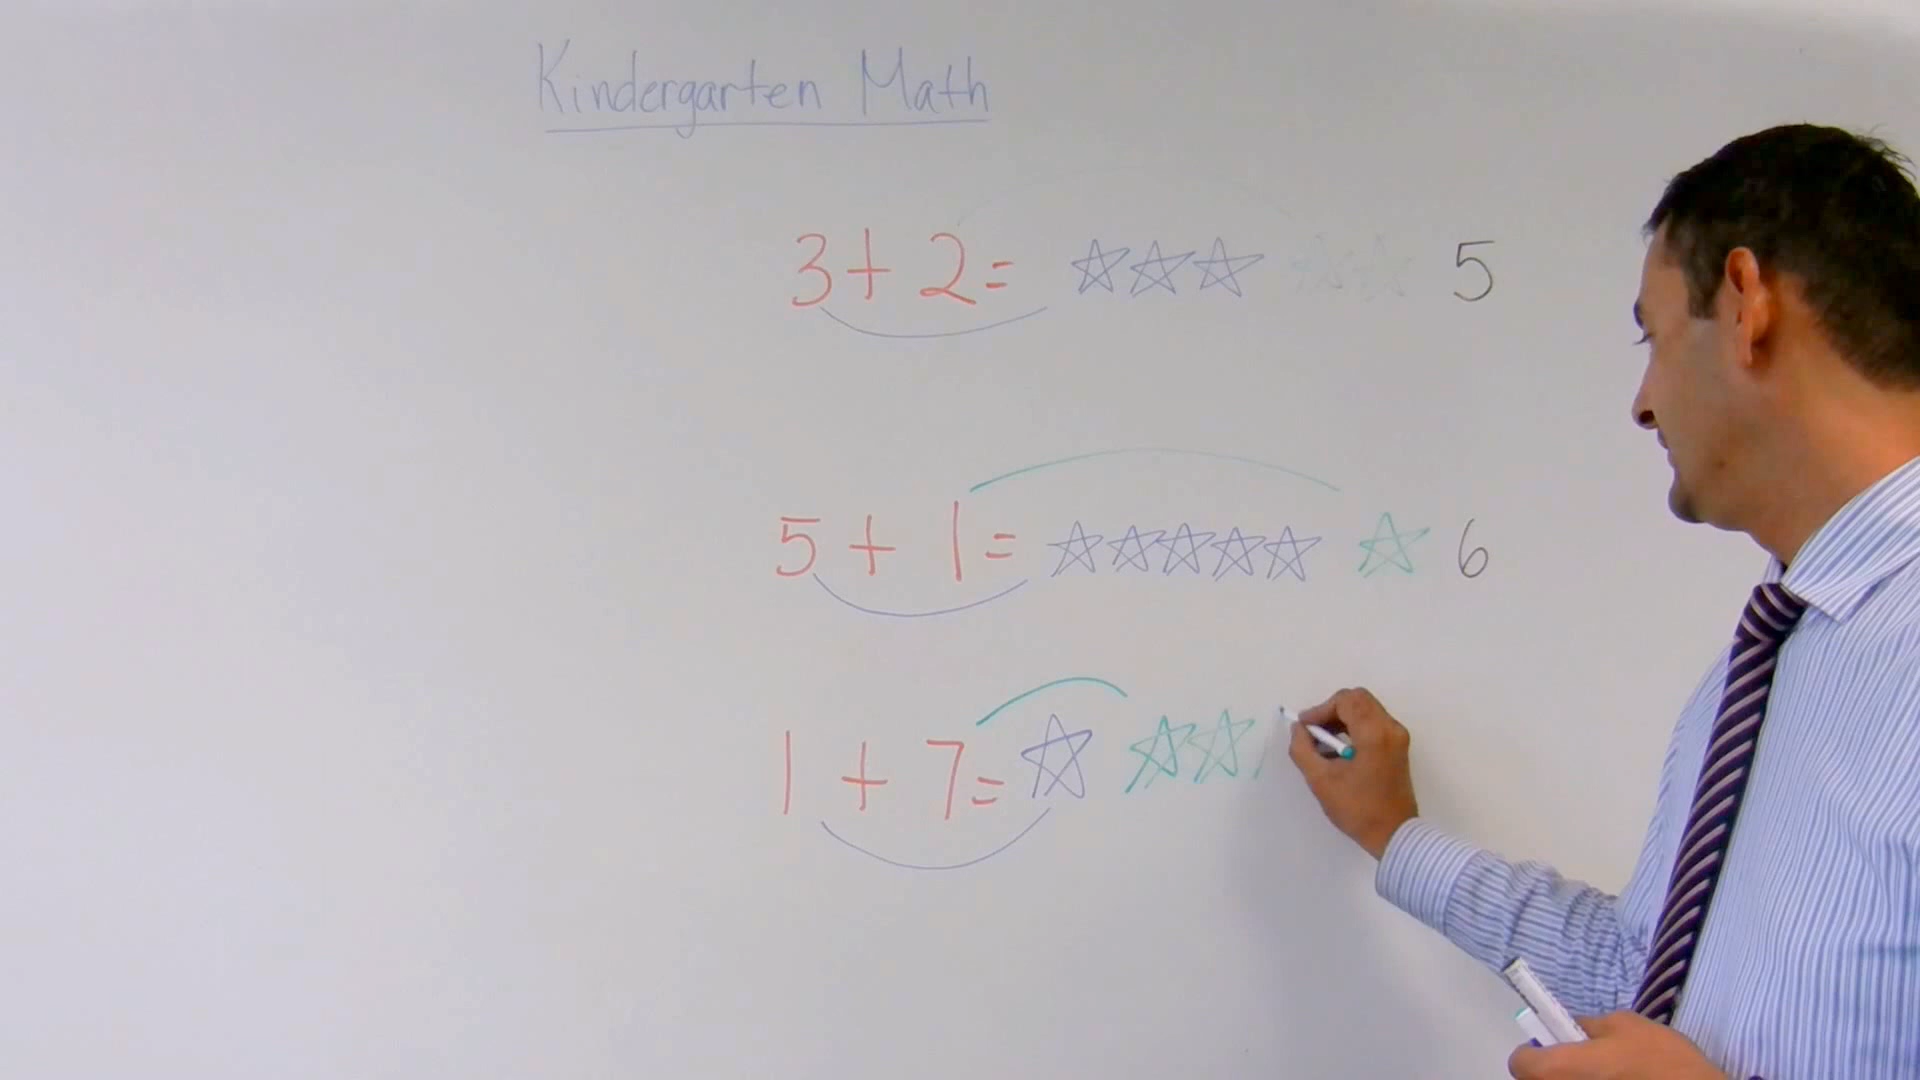 Kindergarten Math
3 + 2 = 5
5 + 1 = 6
1 + 7 =